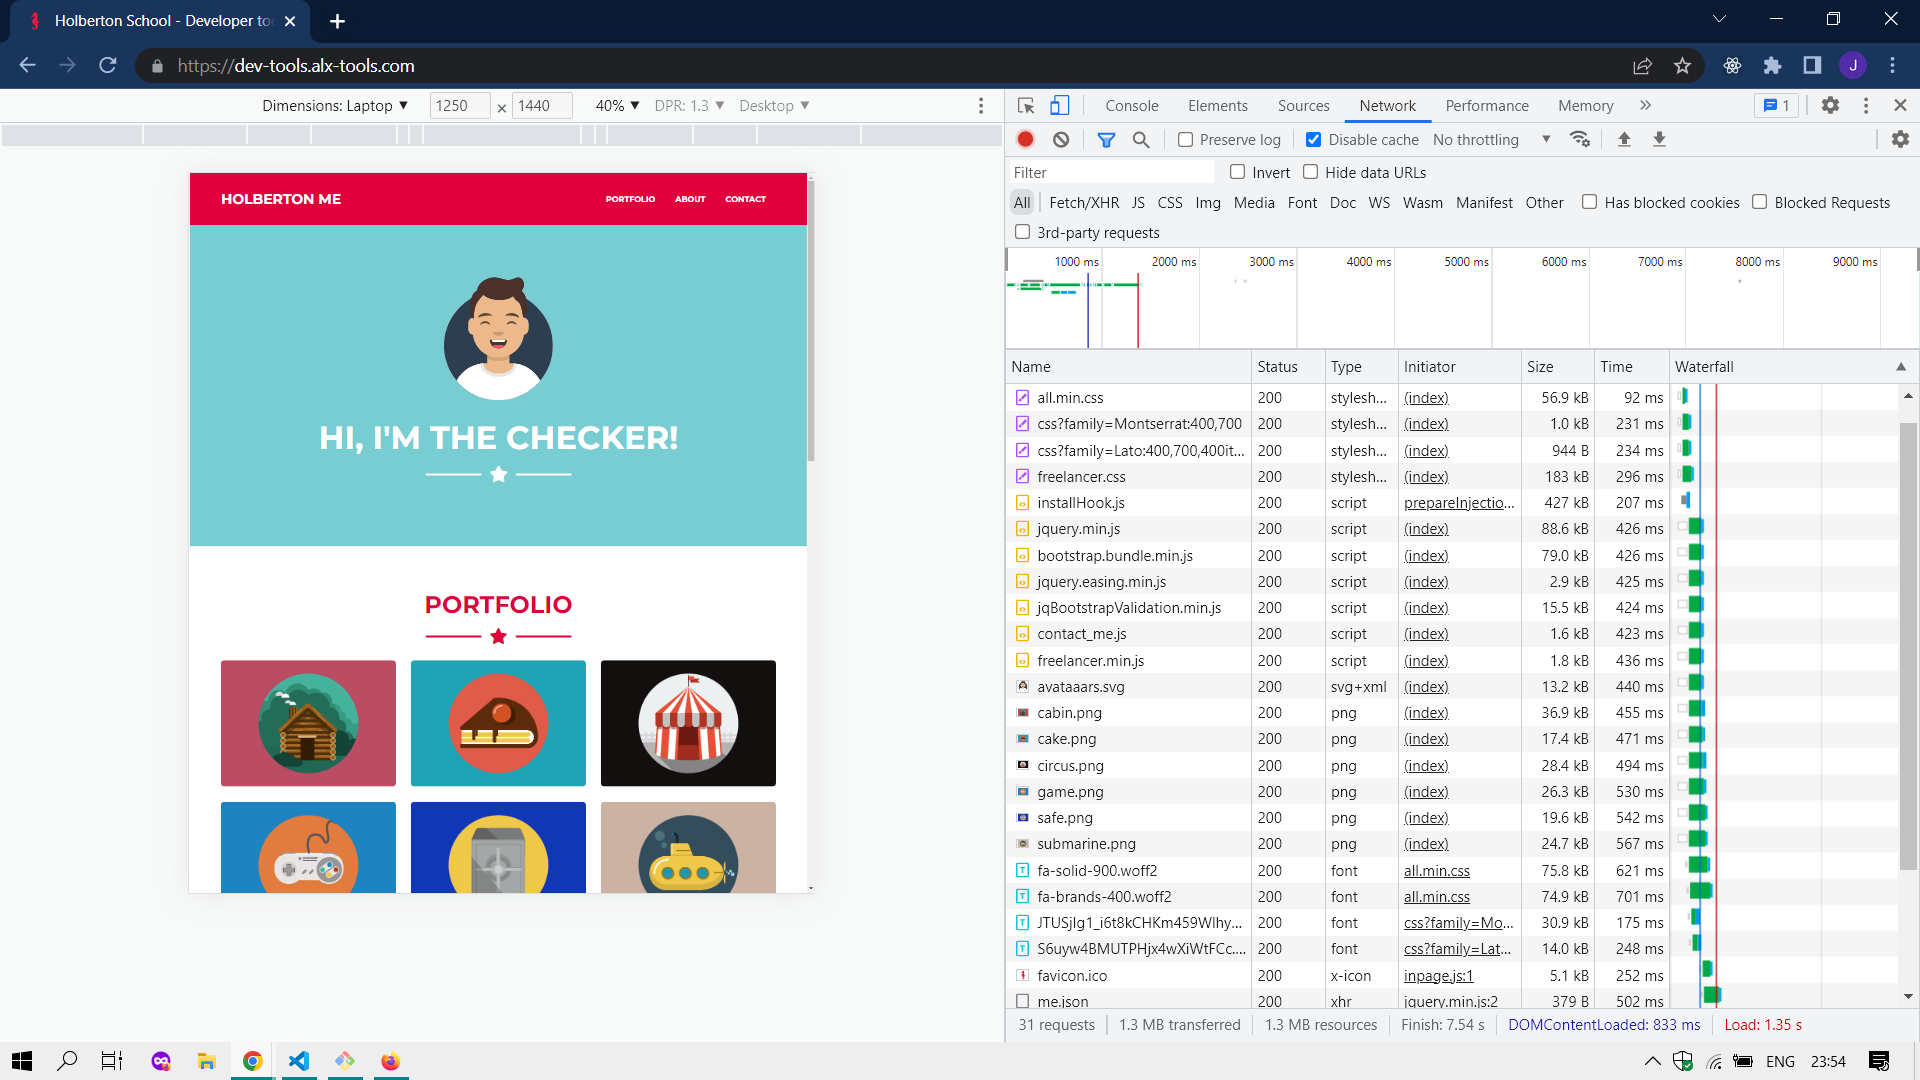 Holberton School - Developer to
https://dev-tools.alx-tools.com
J
Dimensions: Laptop ▼ 1250 × 1440 40% ▼ DPR: 1.3 ▼ Desktop ▼
HOLBERTON ME PORTFOLIO ABOUT CONTACT
HI, I'M THE CHECKER!
PORTFOLIO
Console Elements Sources Network Performance Memory » 1
Preserve log Disable cache No throttling ▼
Filter Invert Hide data URLs
All Fetch/XHR JS CSS Img Media Font Doc WS Wasm Manifest Other Has blocked cookies Blocked Requests
3rd-party requests
1000 ms 2000 ms 3000 ms 4000 ms 5000 ms 6000 ms 7000 ms 8000 ms 9000 ms
Name Status Type Initiator Size Time Waterfall
all.min.css 200 stylesh... (index) 56.9 kB 92 ms
css?family=Montserrat:400,700 200 stylesh... (index) 1.0 kB 231 ms
css?family=Lato:400,700,400it... 200 stylesh... (index) 944 B 234 ms
freelancer.css 200 stylesh... (index) 183 kB 296 ms
installHook.js 200 script prepareInjectio... 427 kB 207 ms
jquery.min.js 200 script (index) 88.6 kB 426 ms
bootstrap.bundle.min.js 200 script (index) 79.0 kB 426 ms
jquery.easing.min.js 200 script (index) 2.9 kB 425 ms
jqBootstrapValidation.min.js 200 script (index) 15.5 kB 424 ms
contact_me.js 200 script (index) 1.6 kB 423 ms
freelancer.min.js 200 script (index) 1.8 kB 436 ms
avataaars.svg 200 svg+xml (index) 13.2 kB 440 ms
cabin.png 200 png (index) 36.9 kB 455 ms
cake.png 200 png (index) 17.4 kB 471 ms
circus.png 200 png (index) 28.4 kB 494 ms
game.png 200 png (index) 26.3 kB 530 ms
safe.png 200 png (index) 19.6 kB 542 ms
submarine.png 200 png (index) 24.7 kB 567 ms
fa-solid-900.woff2 200 font all.min.css 75.8 kB 621 ms
fa-brands-400.woff2 200 font all.min.css 74.9 kB 701 ms
JTUSjIg1_i6t8kCHKm459Wlhy... 200 font css?family=Mo... 30.9 kB 175 ms
S6uyw4BMUTPHjx4wXiWtFCc.... 200 font css?family=Lat... 14.0 kB 248 ms
favicon.ico 200 x-icon inpage.js:1 5.1 kB 252 ms
me.json 200 xhr jquery.min.js:2 379 B 502 ms
31 requests 1.3 MB transferred 1.3 MB resources Finish: 7.54 s DOMContentLoaded: 833 ms Load: 1.35 s
ENG 23:54